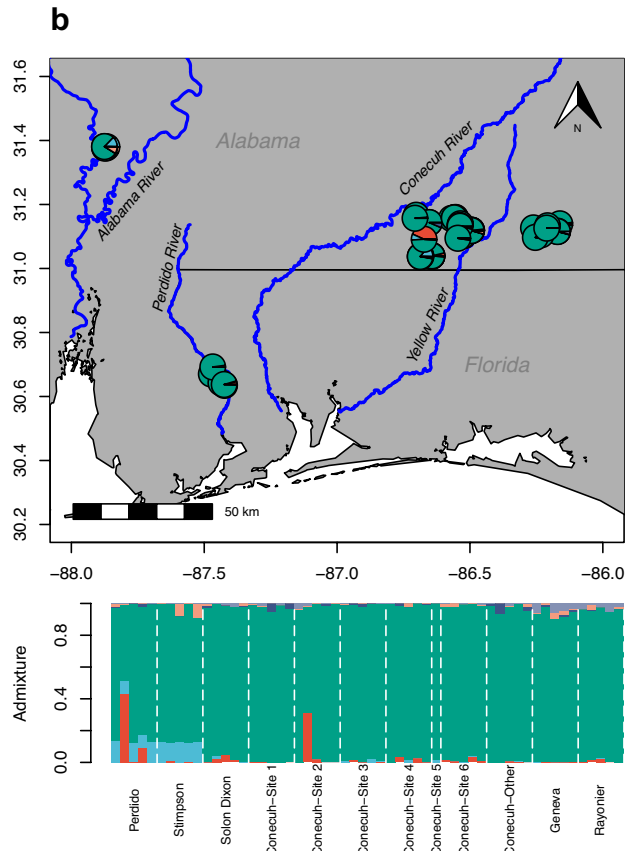 b
31.6
31.4
31.2
31.0
30.8
30.6
30.4
30.2
Alabama
Conecuh River
Alabama River
Perdido River
Yellow River
Florida
N
50 km
−88.0 −87.5 −87.0 −86.5 −86.0
Admixture
0.8
0.4
0.0
Perdido
Stimpson
Solon Dixon
Conecuh−Site 1
Conecuh−Site 2
Conecuh−Site 3
Conecuh−Site 4
Conecuh−Site 5
Conecuh−Site 6
Conecuh−Other
Geneva
Rayonier